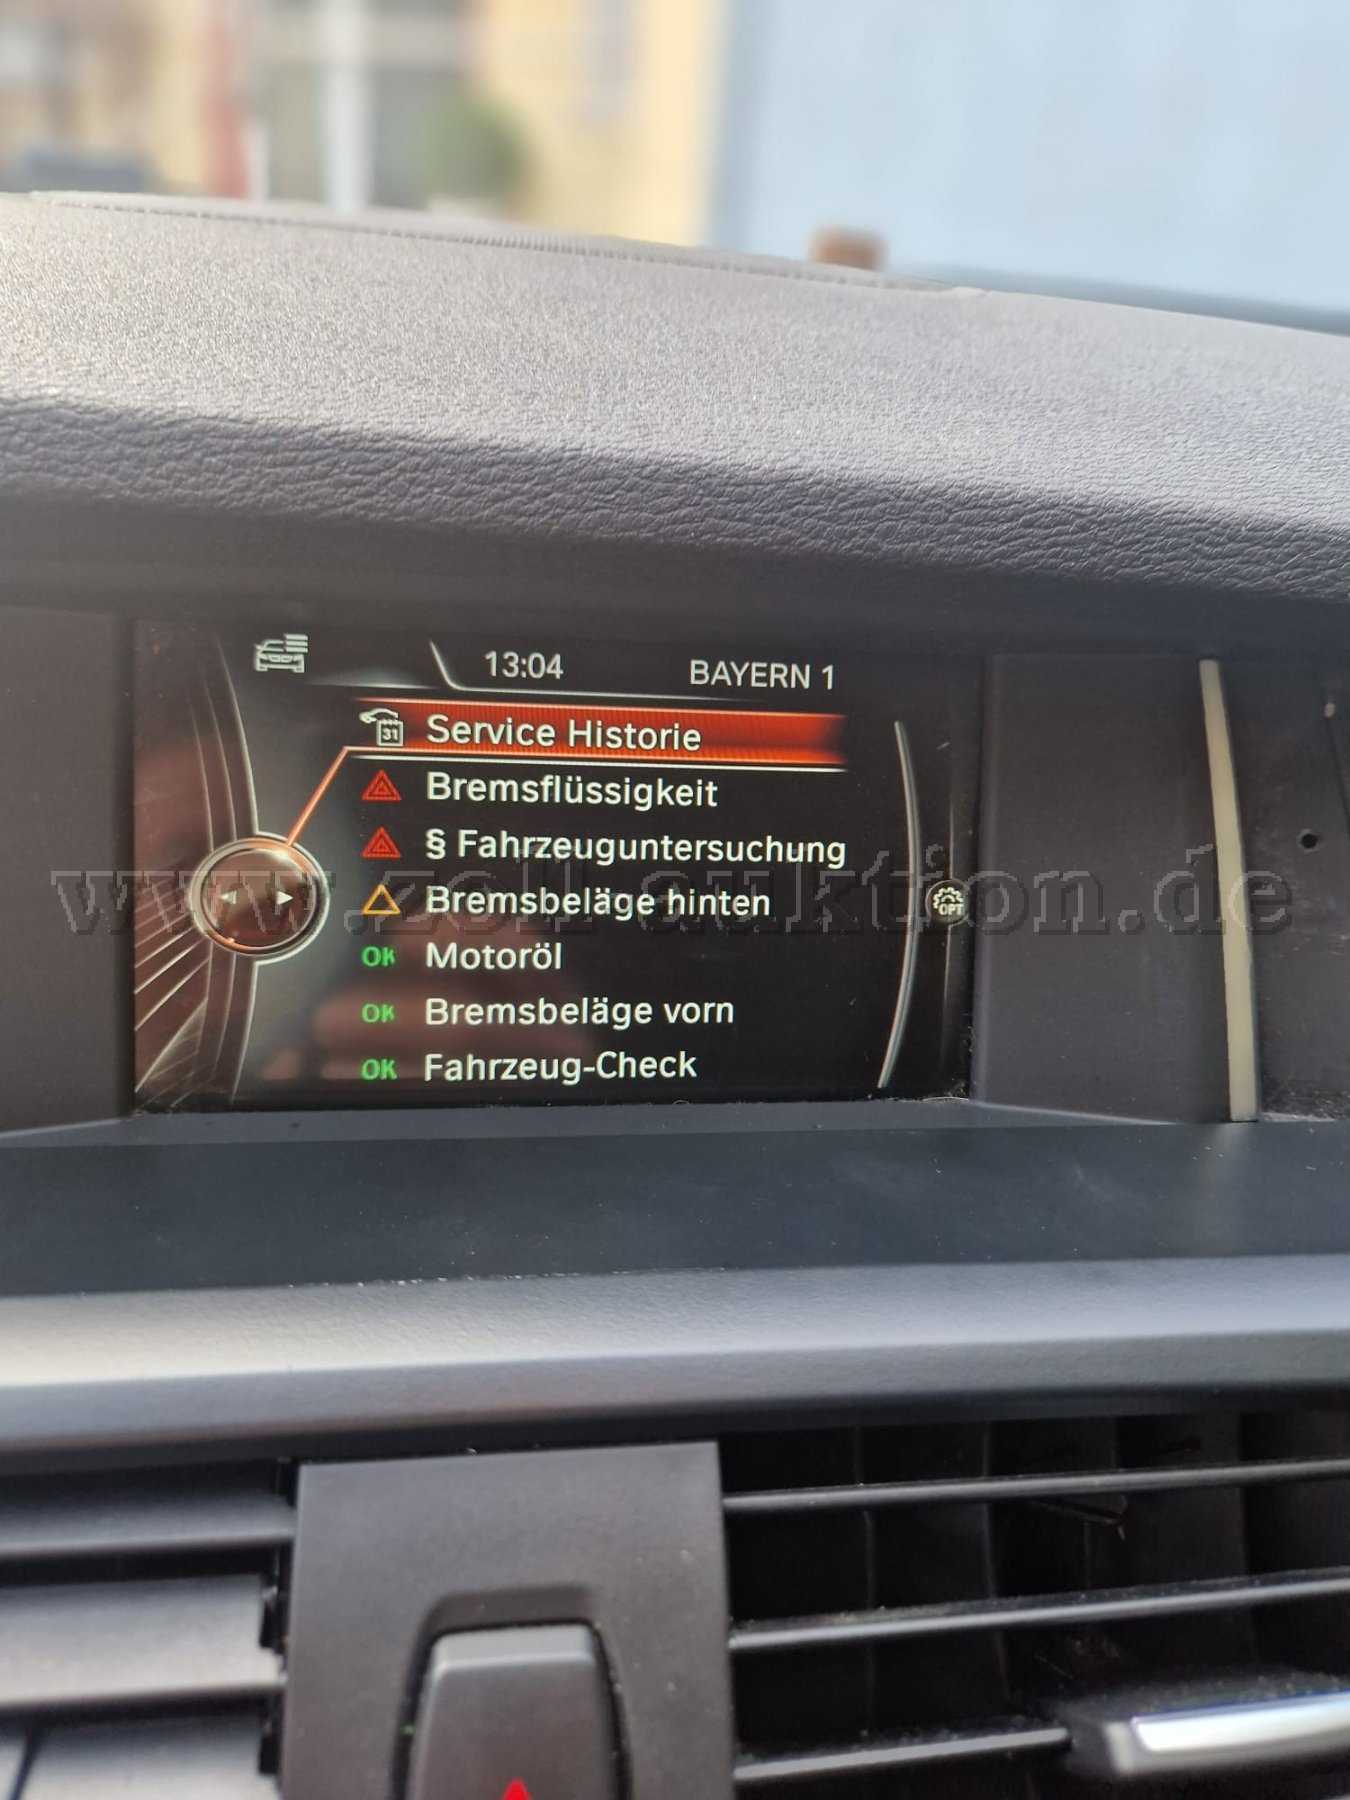 13:04 BAYERN 1
31 Service Historie
Bremsflüssigkeit
§ Fahrzeuguntersuchung
www.zoll-auktion.de
Bremsbeläge hinten
OPT
OK Motoröl
OK Bremsbeläge vorn
OK Fahrzeug-Check